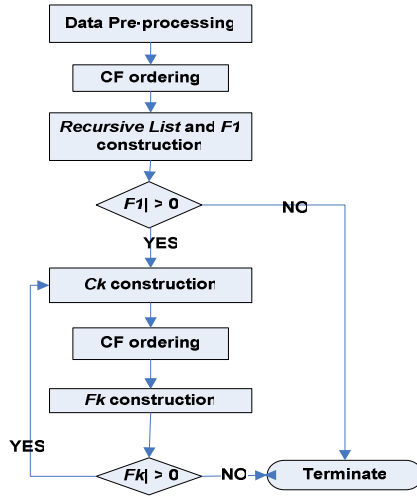 Data Pre-processing
CF ordering
Recursive List and F1
construction
F1| > 0
NO
YES
Ck construction
CF ordering
Fk construction
YES
Fk| > 0
NO
Terminate